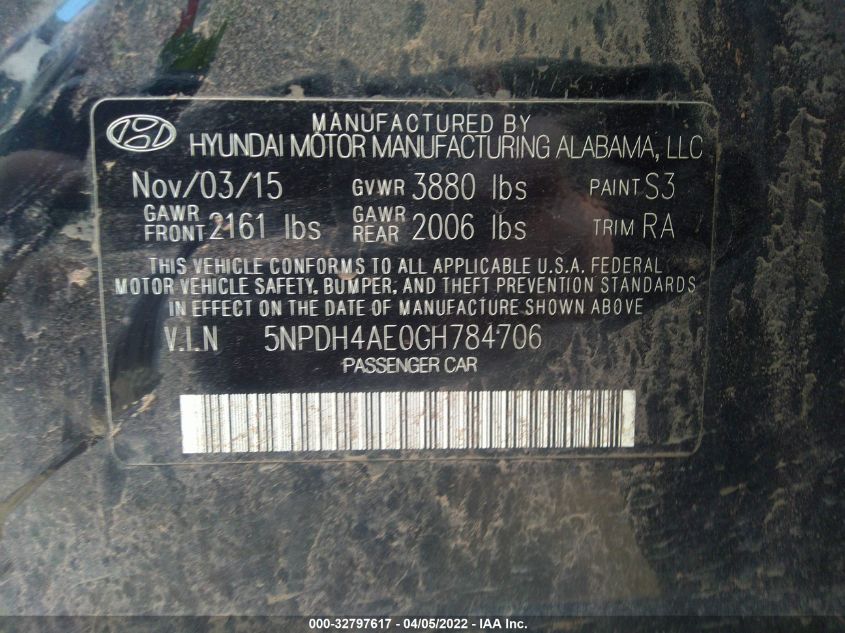 MANUFACTURED BY
HYUNDAI MOTOR MANUFACTURING ALABAMA, LLC
Nov/03/15 GVWR 3880 lbs PAINT S3
GAWR FRONT 2161 lbs GAWR REAR 2006 lbs TRIM RA
THIS VEHICLE CONFORMS TO ALL APPLICABLE U.S.A. FEDERAL
MOTOR VEHICLE SAFETY, BUMPER, AND THEFT PREVENTION STANDARDS
IN EFFECT ON THE DATE OF MANUFACTURE SHOWN ABOVE
V.I.N 5NPDH4AE0GH784706
PASSENGER CAR
000-32797617 - 04/05/2022 - IAA Inc.